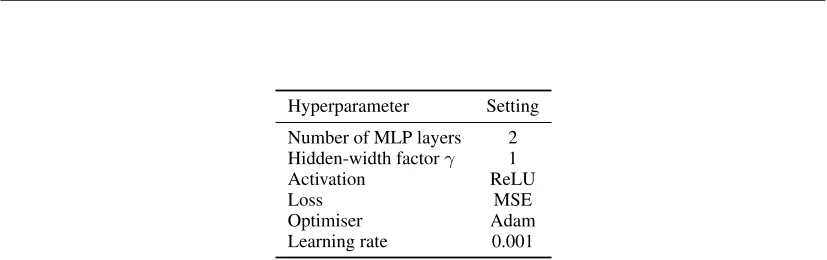 Hyperparameter Setting
Number of MLP layers 2
Hidden-width factor γ 1
Activation ReLU
Loss MSE
Optimiser Adam
Learning rate 0.001